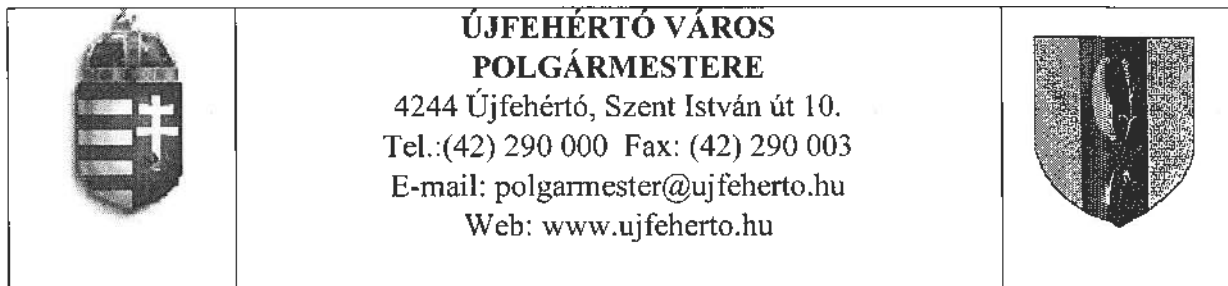 ÚJFEHÉRTÓ VÁROS
POLGÁRMESTERE
4244 Újfehértó, Szent István út 10.
Tel.:(42) 290 000 Fax: (42) 290 003
E-mail: polgarmester@ujfeherto.hu
Web: www.ujfeherto.hu